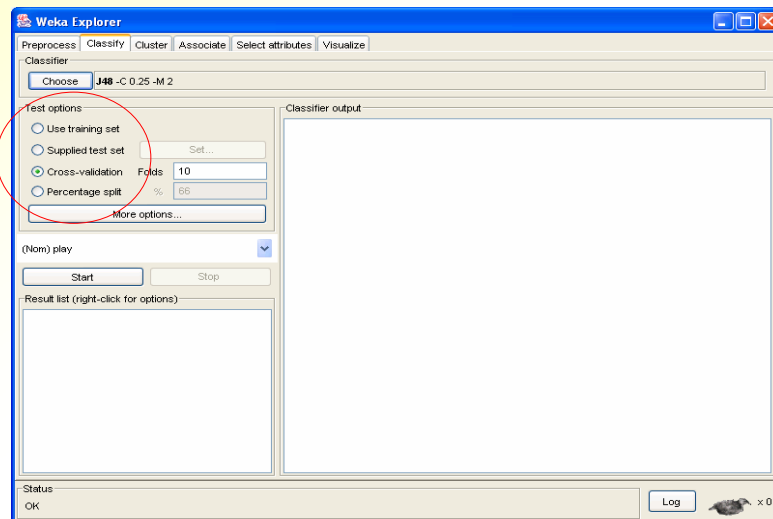 Weka Explorer
Preprocess Classify Cluster Associate Select attributes Visualize
Classifier
Choose J48 -C 0.25 -M 2
Test options
Use training set
Supplied test set Set...
Cross-validation Folds 10
Percentage split % 66
More options...
(Nom) play
Start Stop
Result list (right-click for options)
Classifier output
Status
OK
Log x 0